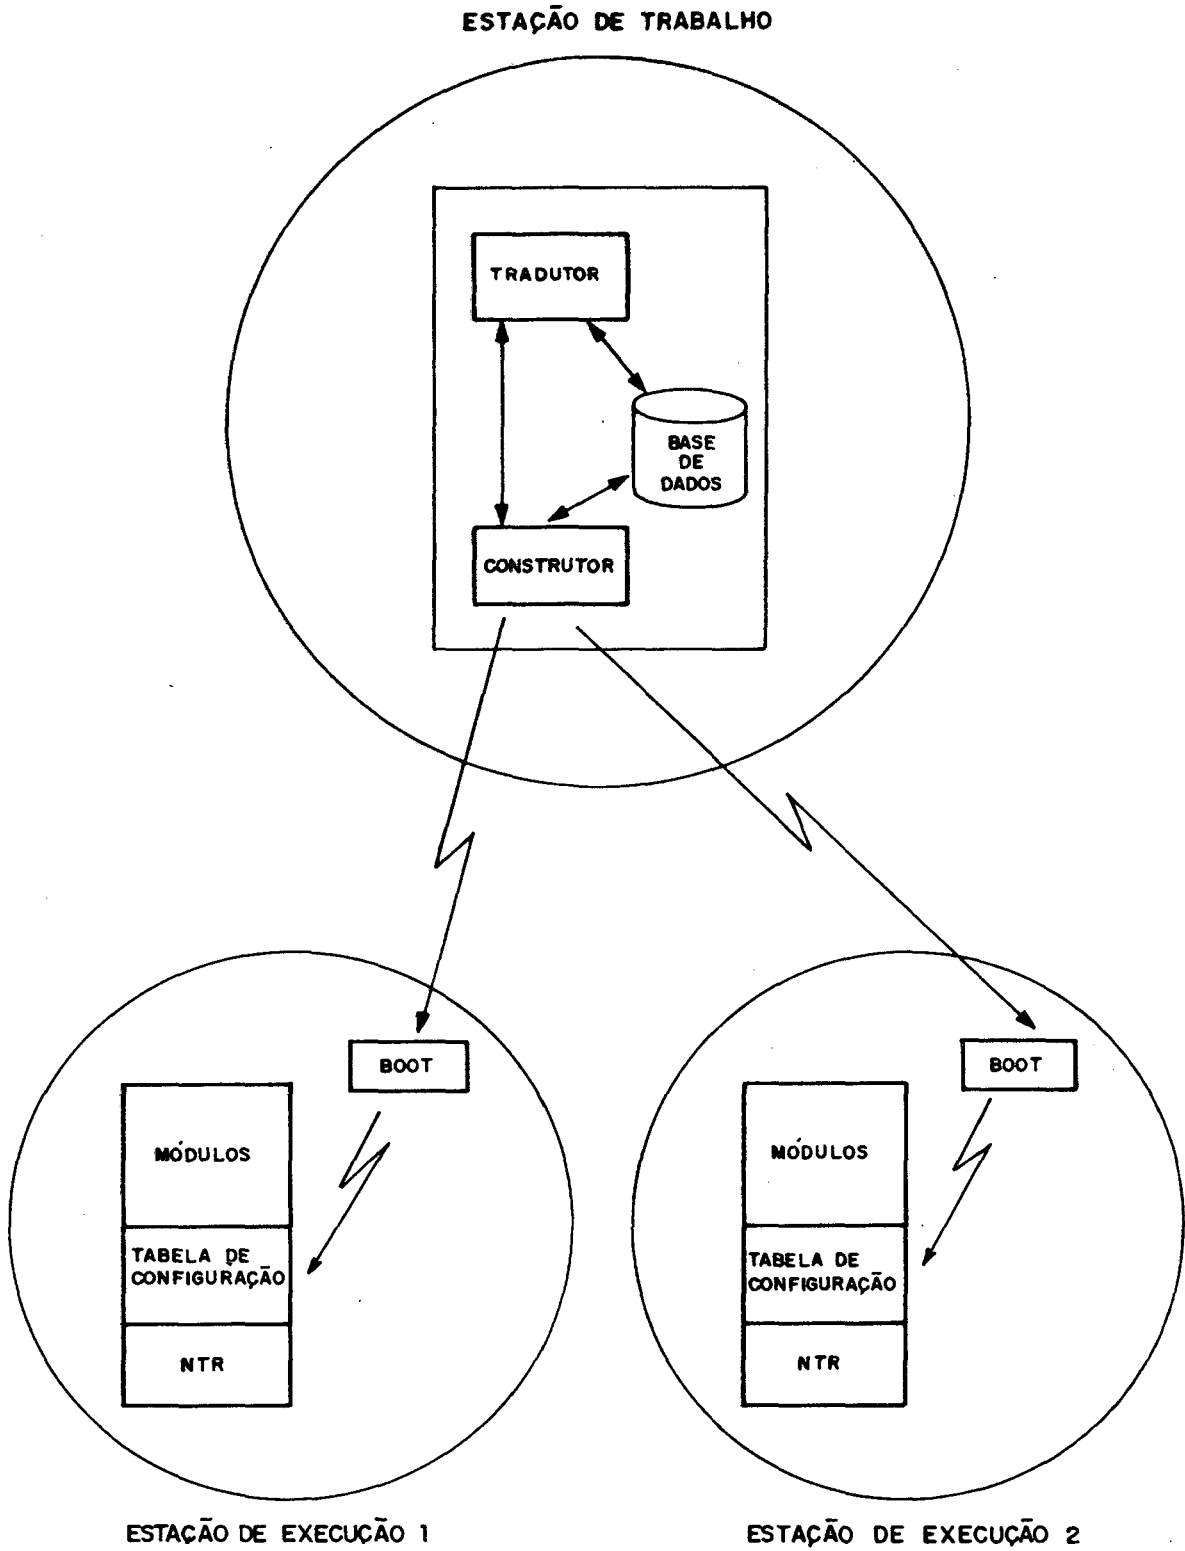 ESTAÇÃO DE TRABALHO
TRADUTOR
BASE
DE
DADOS
CONSTRUTOR
BOOT
MÓDULOS
TABELA DE
CONFIGURAÇÃO
NTR
BOOT
MÓDULOS
TABELA DE
CONFIGURAÇÃO
NTR
ESTAÇÃO DE EXECUÇÃO 1
ESTAÇÃO DE EXECUÇÃO 2